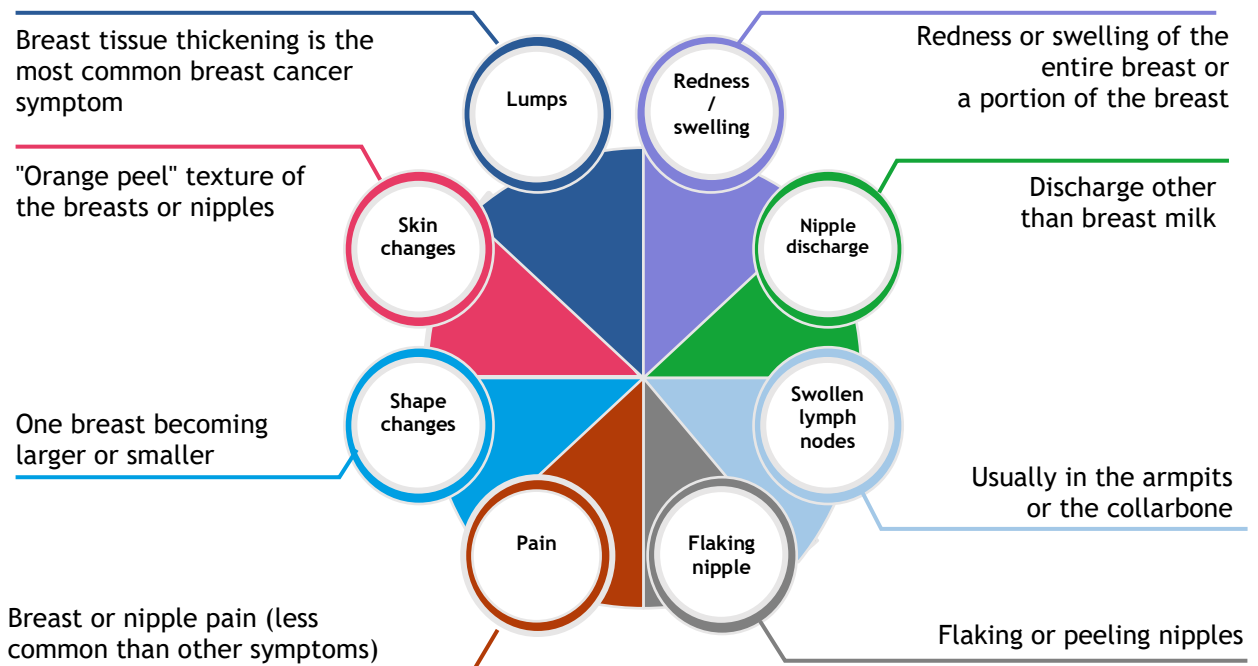 Breast tissue thickening is the
most common breast cancer
symptom
Lumps
Redness
/
swelling
Redness or swelling of the
entire breast or
a portion of the breast
"Orange peel" texture of
the breasts or nipples
Skin
changes
Nipple
discharge
Discharge other
than breast milk
One breast becoming
larger or smaller
Shape
changes
Swollen
lymph
nodes
Usually in the armpits
or the collarbone
Breast or nipple pain (less
common than other symptoms)
Pain
Flaking
nipple
Flaking or peeling nipples